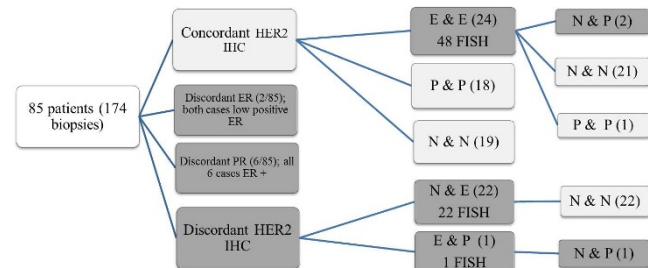 85 patients (174
biopsies)
Concordant HER2
IHC
Discordant ER (2/85);
both cases low positive
ER
Discordant PR (6/85); all
6 cases ER +
Discordant HER2
IHC
E & E (24)
48 FISH
P & P (18)
N & N (19)
N & E (22)
22 FISH
E & P (1)
1 FISH
N & P (2)
N & N (21)
P & P (1)
N & N (22)
N & P (1)